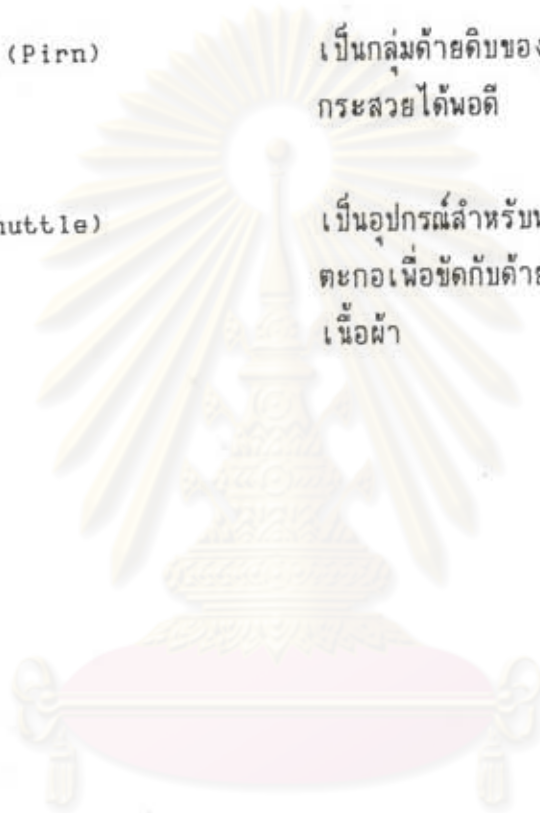 (Pirn) เป็นกลุ่มด้ายดิบของ
กระสวยได้พอดี
huttle) เป็นอุปกรณ์สำหรับ
ตะกอเพื่อขัดกับด้าย
เนื้อผ้า